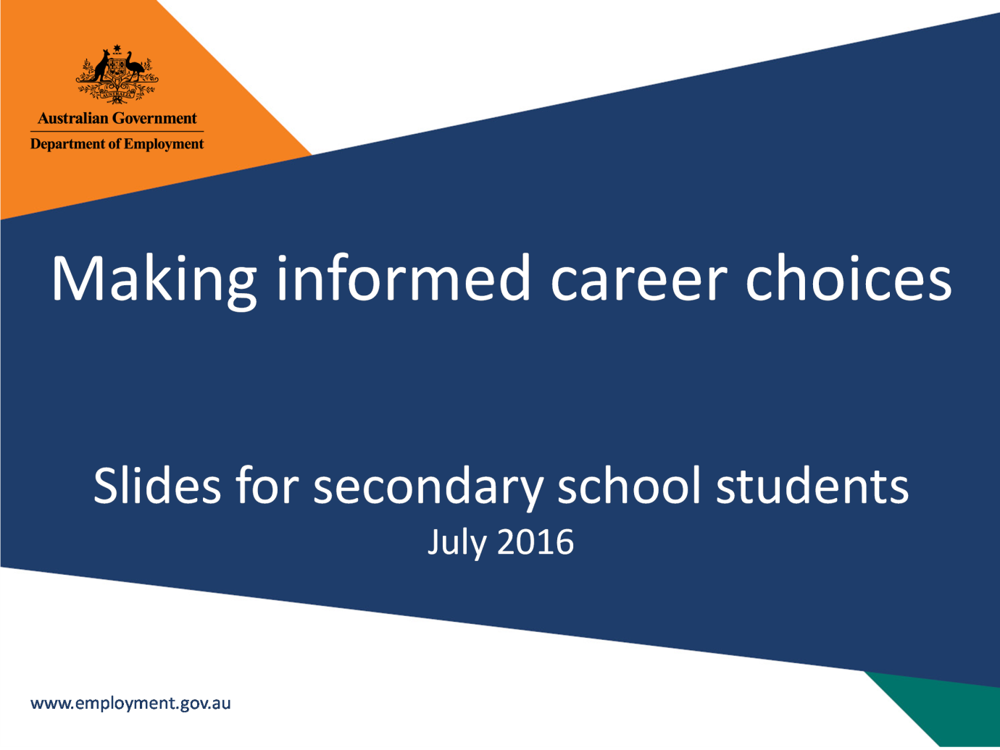 AUSTRALIA
Australian Government
Department of Employment
Making informed career choices
Slides for secondary school students
July 2016
www.employment.gov.au